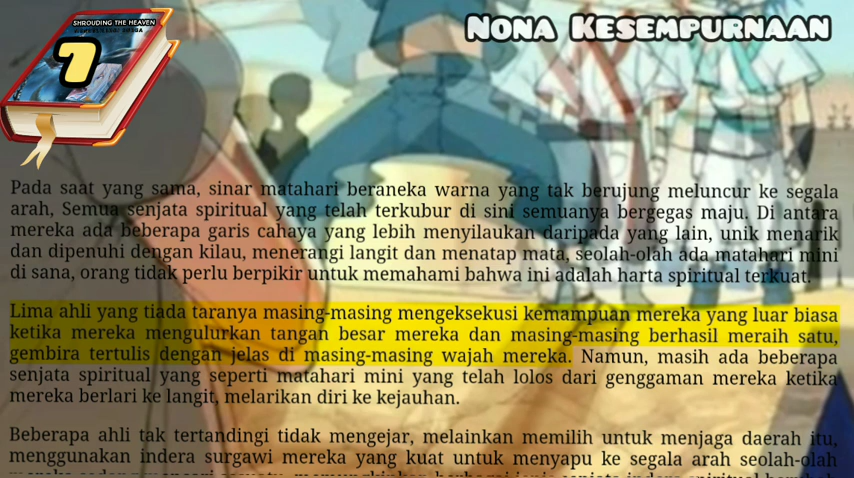 SHROUDING THE HEAVEN
7
NONA KESEMPURNAAN
Pada saat yang sama, sinar matahari beraneka warna yang tak berujung meluncur ke segala
arah, Semua senjata spiritual yang telah terkubur di sini semuanya bergegas maju. Di antara
mereka ada beberapa garis cahaya yang lebih menyilaukan daripada yang lain, unik menarik
dan dipenuhi dengan kilau, menerangi langit dan menatap mata, seolah-olah ada matahari mini
di sana, orang tidak perlu berpikir untuk memahami bahwa ini adalah harta spiritual terkuat.
Lima ahli yang tiada taranya masing-masing mengeksekusi kemampuan mereka yang luar biasa
ketika mereka mengulurkan tangan besar mereka dan masing-masing berhasil meraih satu,
gembira tertulis dengan jelas di masing-masing wajah mereka. Namun, masih ada beberapa
senjata spiritual yang seperti matahari mini yang telah lolos dari genggaman mereka ketika
mereka berlari ke langit, melarikan diri ke kejauhan.
Beberapa ahli tak tertandingi tidak mengejar, melainkan memilih untuk menjaga daerah itu,
menggunakan indera surgawi mereka yang kuat untuk menyapu ke segala arah seolah-olah